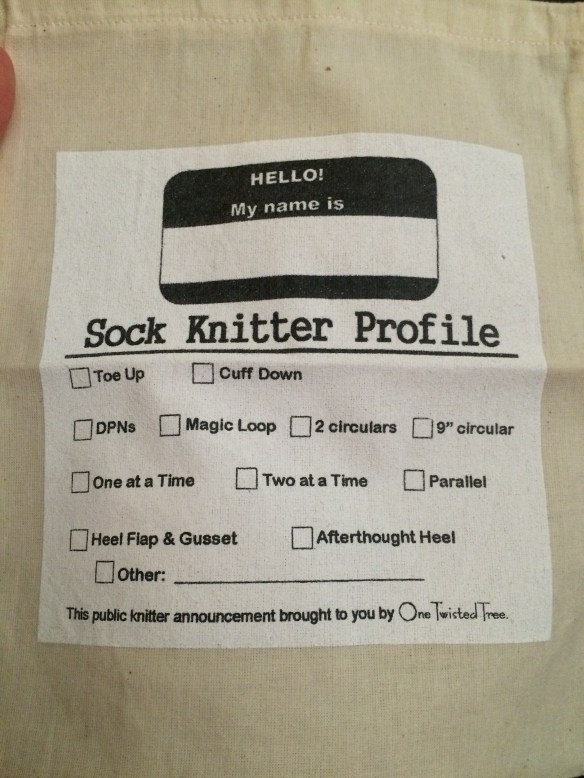 HELLO!
My name is
Sock Knitter Profile
Toe Up Cuff Down
DPNs Magic Loop 2 circulars 9" circular
One at a Time Two at a Time Parallel
Heel Flap & Gusset Afterthought Heel
Other:
This public knitter announcement brought to you by One Twisted Tree.